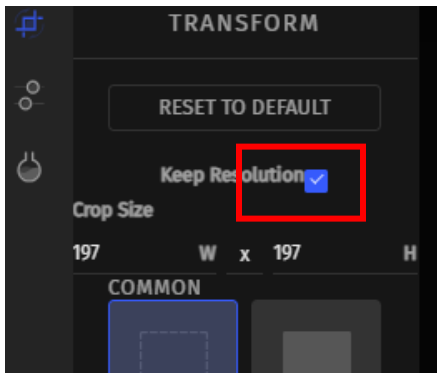 TRANSFORM
RESET TO DEFAULT
Keep Resolution
Crop Size
197 W x 197 H
COMMON